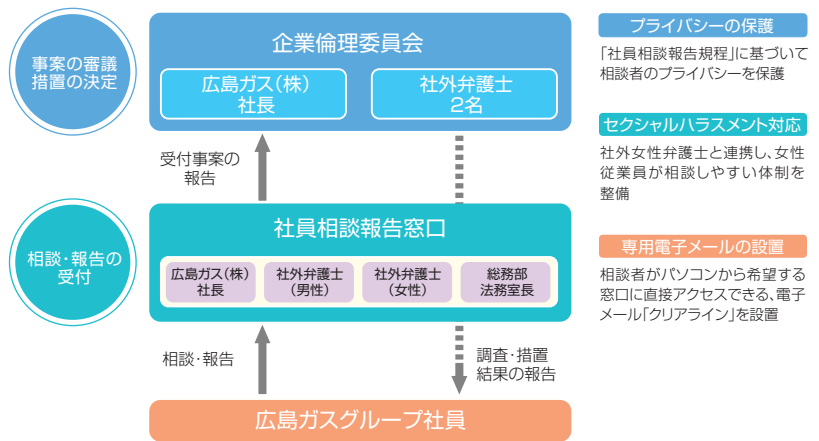 事案の審議
措置の決定
企業倫理委員会
広島ガス(株)
社長
社外弁護士
2名
受付事案の
報告
相談・報告の
受付
社員相談報告窓口
広島ガス(株)
社長
社外弁護士
(男性)
社外弁護士
(女性)
総務部
法務室長
相談・報告
調査・措置
結果の報告
広島ガスグループ社員
プライバシーの保護
「社員相談報告規程」に基づいて
相談者のプライバシーを保護
セクシャルハラスメント対応
社外女性弁護士と連携し、女性
従業員が相談しやすい体制を
整備
専用電子メールの設置
相談者がパソコンから希望する
窓口に直接アクセスできる、電子
メール「クリアライン」を設置